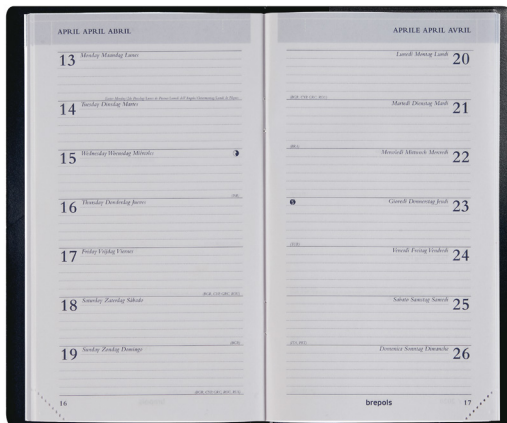 APRIL APRIL ABRIL
13 Monday Maandag Lunes
14 Tuesday Dinsdag Martes
15 Wednesday Woensdag Miércoles
16 Thursday Donderdag Jueves
17 Friday Vrijdag Viernes
18 Saturday Zaterdag Sábado
19 Sunday Zondag Domingo
16
APRILE APRIL AVRIL
Lunedì Montag Lundi 20
Martedì Dienstag Mardi 21
Mercoledì Mittwoch Mercredi 22
Giovedì Donnerstag Jeudi 23
Venerdì Freitag Vendredi 24
Sabato Samstag Samedi 25
Domenica Sonntag Dimanche 26
brepols
17